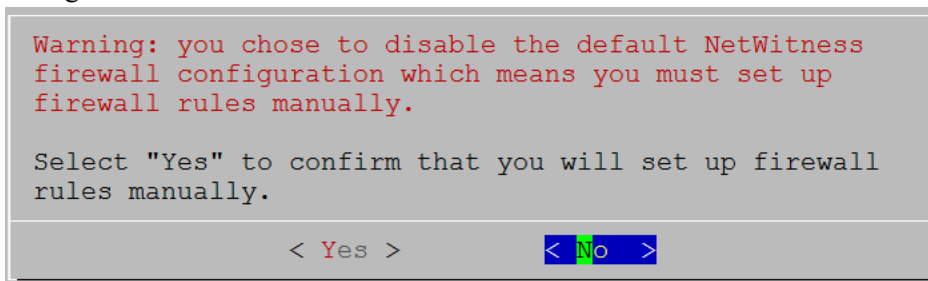 Warning: you chose to disable the default NetWitness
firewall configuration which means you must set up
firewall rules manually.
Select "Yes" to confirm that you will set up firewall
rules manually.
< Yes > < No >